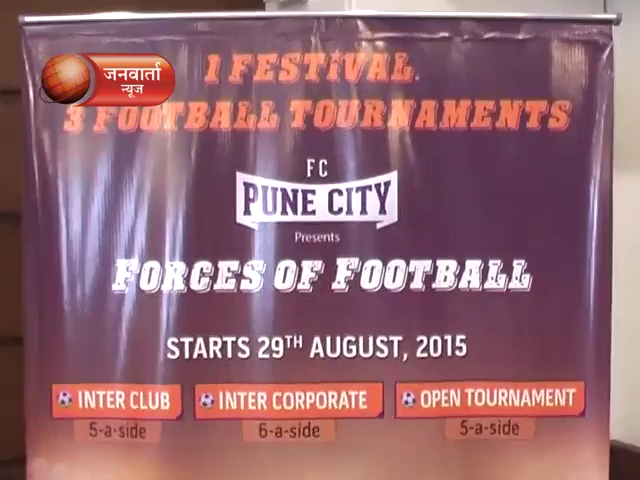 जनवार्ता
न्यूज
1 FESTIVAL
3 FOOTBALL TOURNAMENTS
FC
PUNE CITY
Presents
FORCES OF FOOTBALL
STARTS 29TH AUGUST, 2015
INTER CLUB INTER CORPORATE OPEN TOURNAMENT
5-a-side 6-a-side 5-a-side